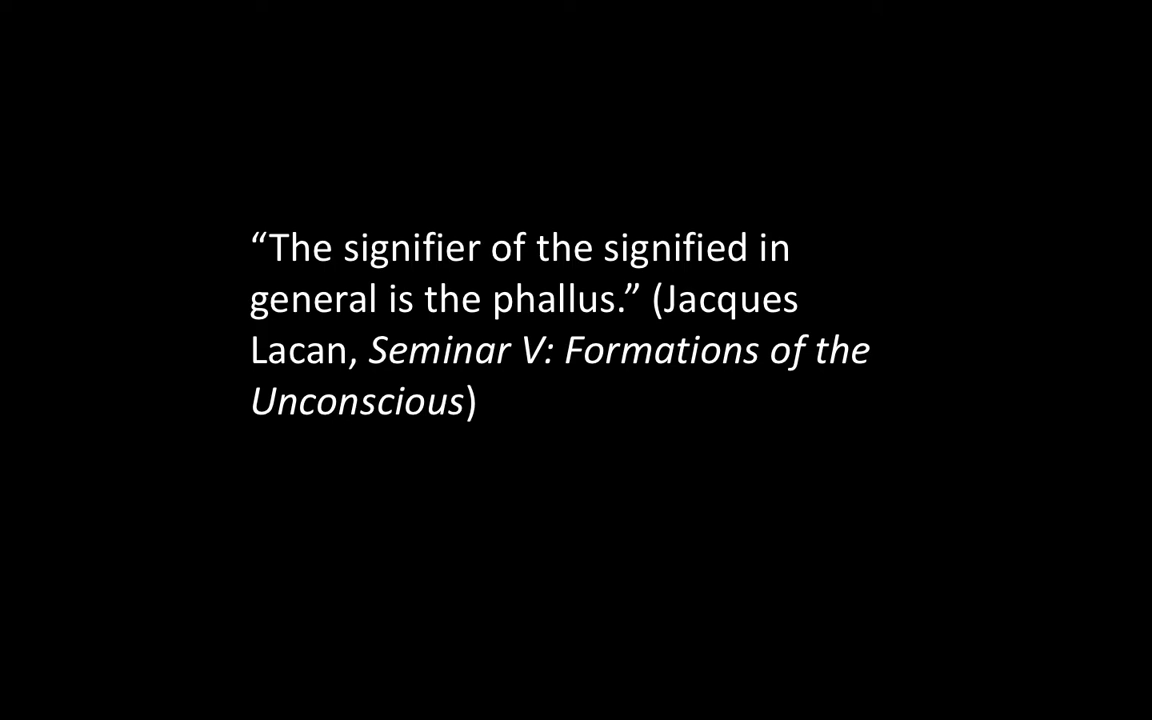 “The signifier of the signified in
general is the phallus.” (Jacques
Lacan, Seminar V: Formations of the
Unconscious)